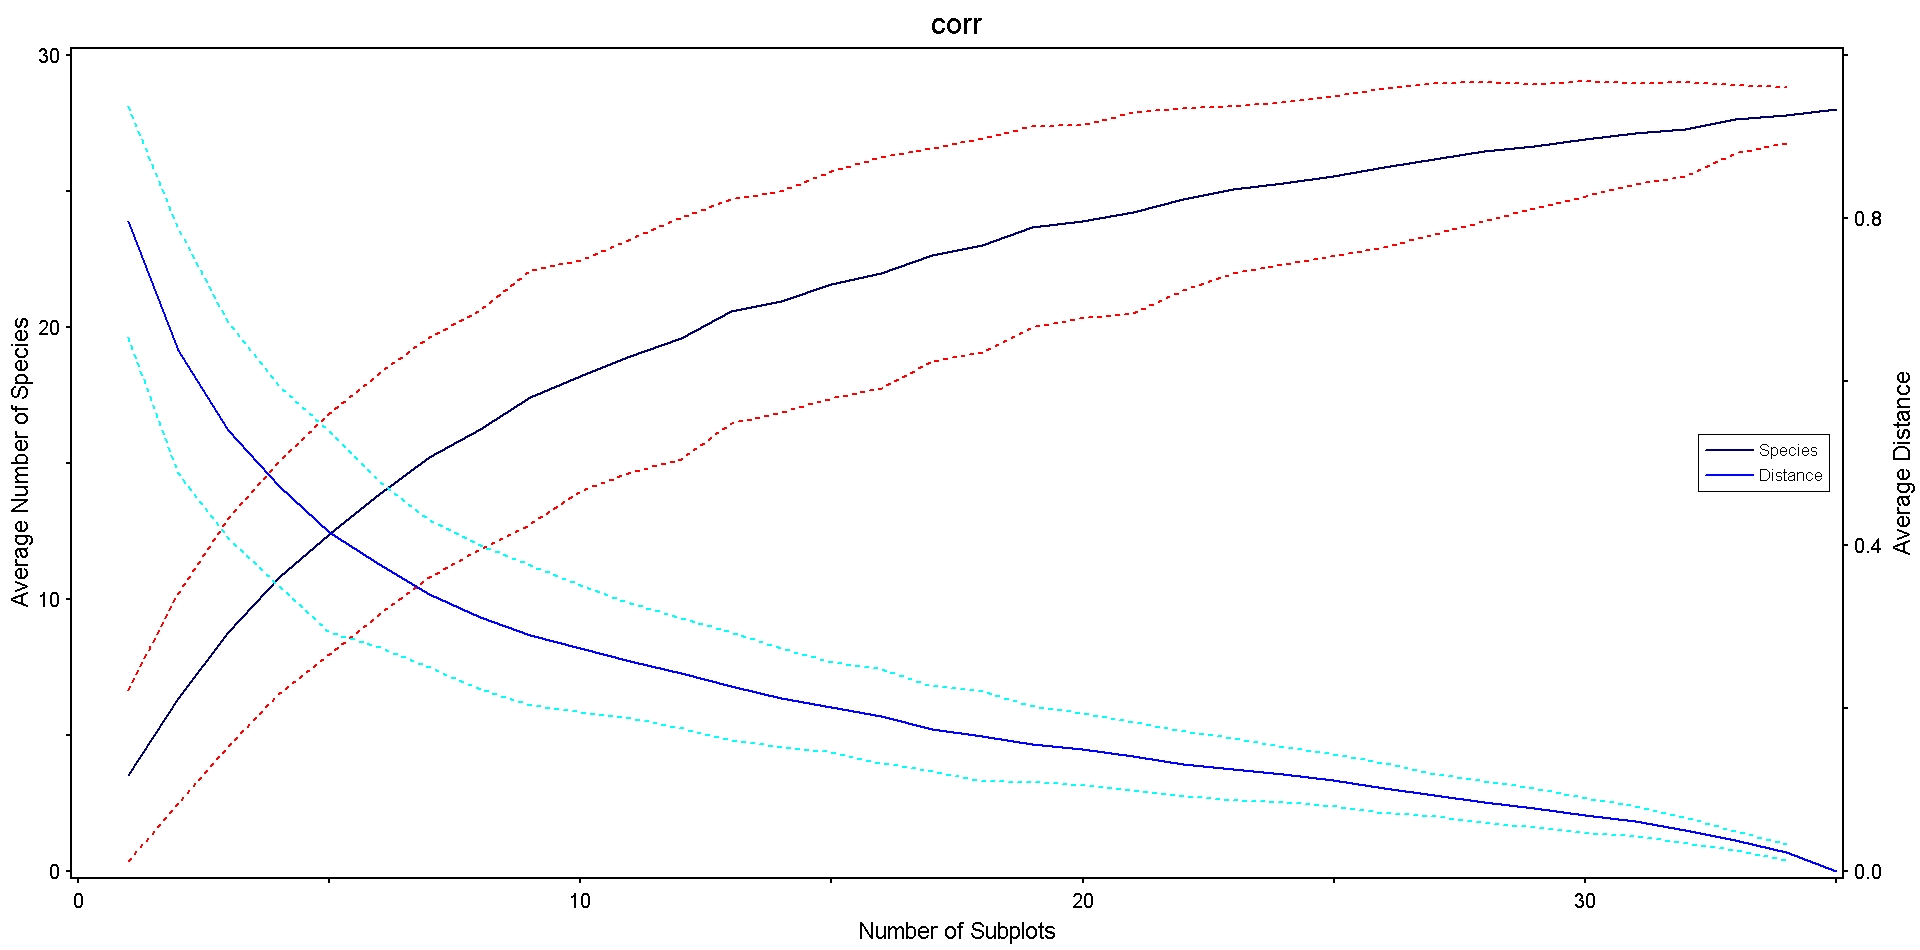 corr
30
20
10
0
Average Number of Species
0.8
0.4
0.0
Average Distance
Species
Distance
0
10
20
30
Number of Subplots